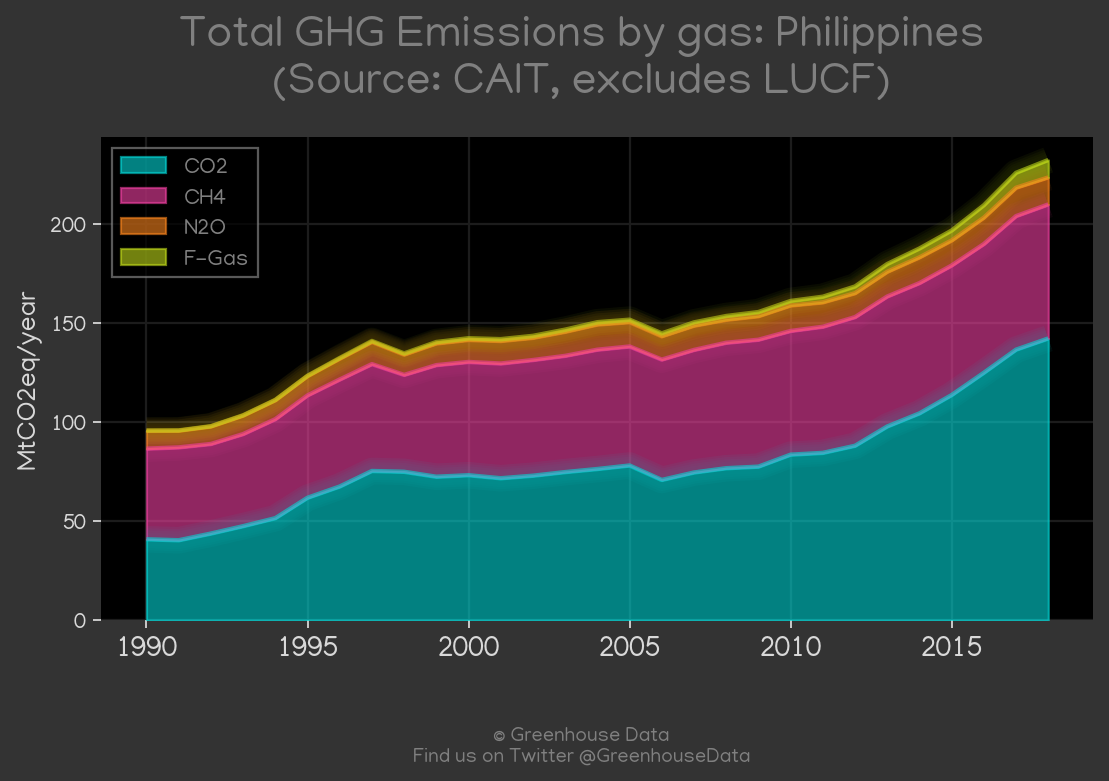 Total GHG Emissions by gas: Philippines
(Source: CAIT, excludes LUCF)
CO2
CH4
N2O
F-Gas
MtCO2eq/year
200
150
100
50
0
1990 1995 2000 2005 2010 2015
© Greenhouse Data
Find us on Twitter @GreenhouseData